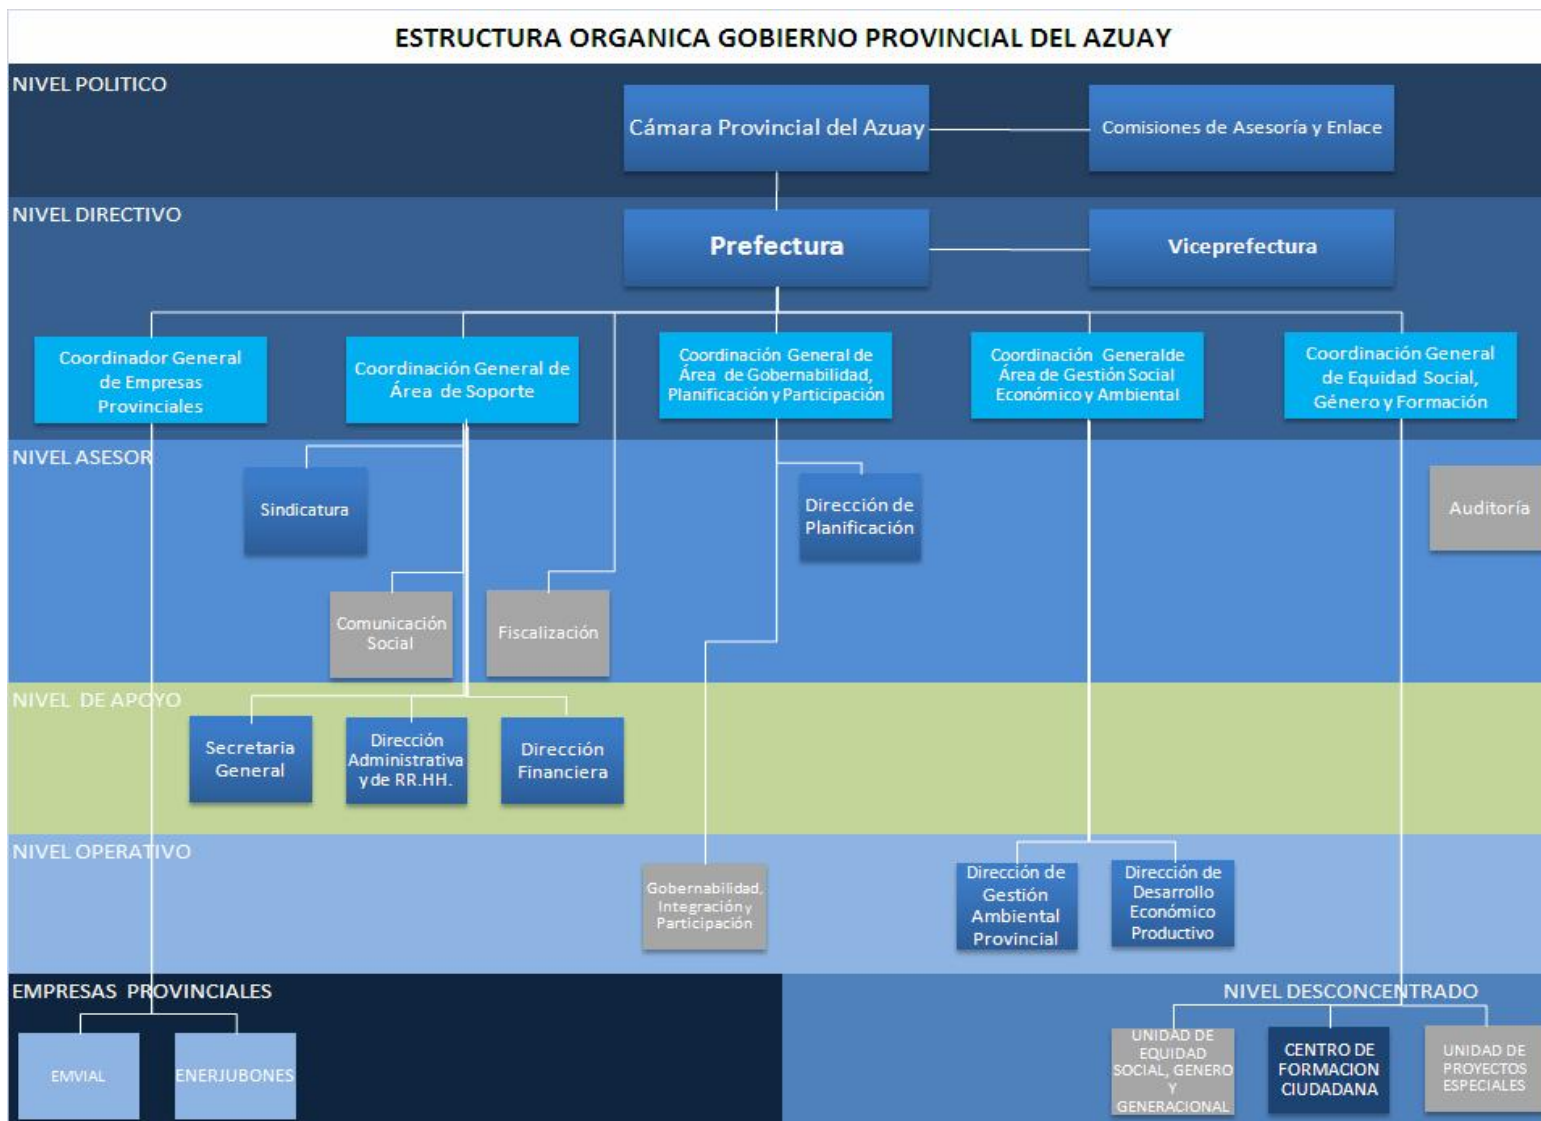 ESTRUCTURA ORGANICA GOBIERNO PROVINCIAL DEL AZUAY
NIVEL POLITICO
Cámara Provincial del Azuay
Comisiones de Asesoría y Enlace
NIVEL DIRECTIVO
Prefectura
Viceprefectura
Coordinador General
de Empresas
Provinciales
Coordinación General de
Área de Soporte
Coordinación General de
Área de Gobernabilidad,
Planificación y Participación
Coordinación Generalde
Área de Gestión Social
Económico y Ambiental
Coordinación General
de Equidad Social,
Género y Formación
NIVEL ASESOR
Sindicatura
Dirección de
Planificación
Auditoría
Comunicación
Social
Fiscalización
NIVEL DE APOYO
Secretaria
General
Dirección
Administrativa
y de RR.HH.
Dirección
Financiera
NIVEL OPERATIVO
Gobernabilidad,
Integración y
Participación
Dirección de
Gestión
Ambiental
Provincial
Dirección de
Desarrollo
Económico
Productivo
EMPRESAS PROVINCIALES
EMVIAL
ENERJUBONES
NIVEL DESCONCENTRADO
UNIDAD DE
EQUIDAD
SOCIAL, GENERO
Y
GENERACIONAL
CENTRO DE
FORMACION
CIUDADANA
UNIDAD DE
PROYECTOS
ESPECIALES